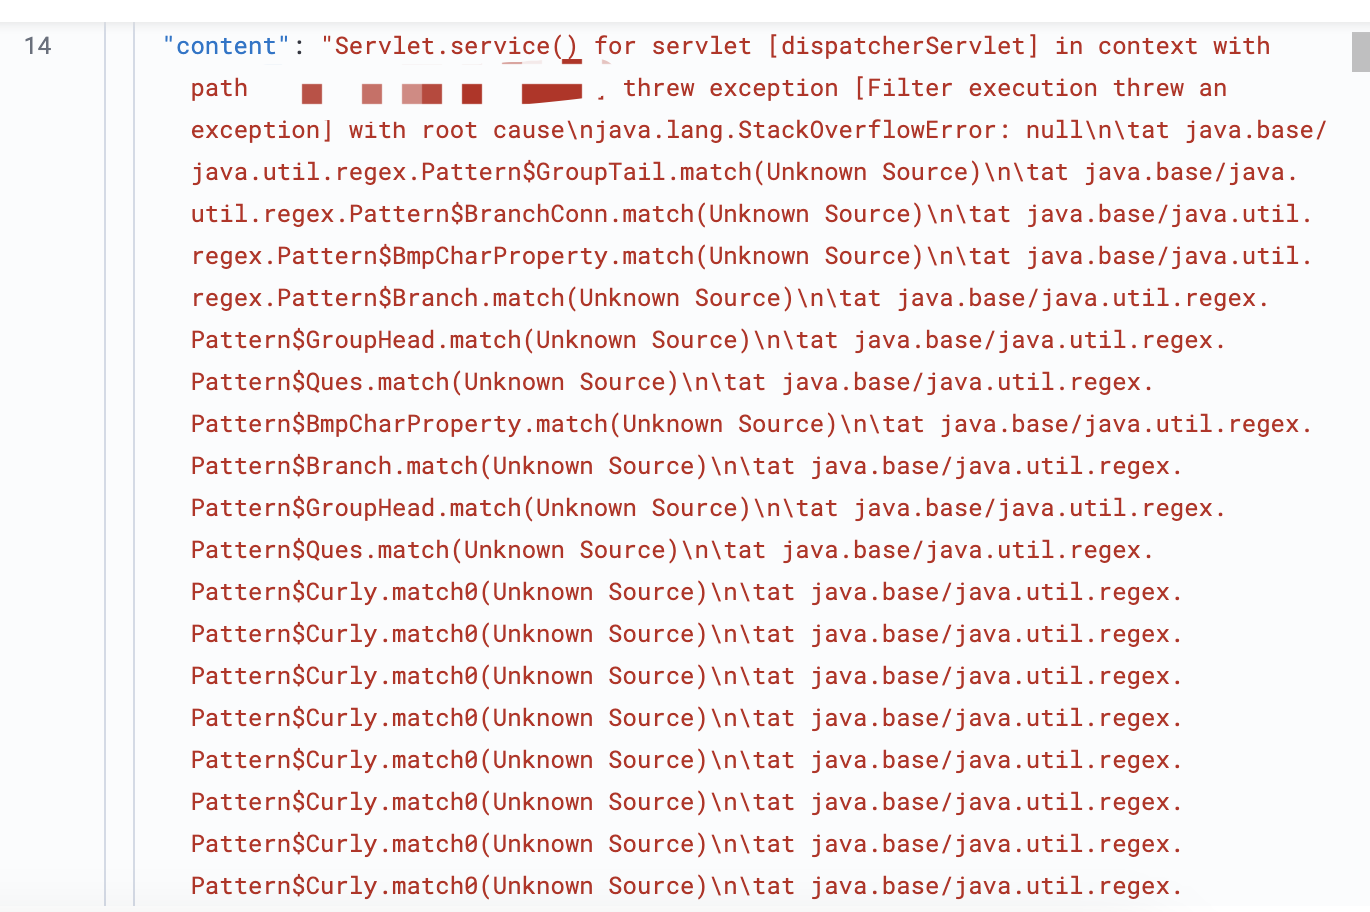 14 "content": "Servlet.service() for servlet [dispatcherServlet] in context with
path ] threw exception [Filter execution threw an
exception] with root cause\njava.lang.StackOverflowError: null\n\tat java.base/
java.util.regex.Pattern$GroupTail.match(Unknown Source)\n\tat java.base/java.
util.regex.Pattern$BranchConn.match(Unknown Source)\n\tat java.base/java.util.
regex.Pattern$BmpCharProperty.match(Unknown Source)\n\tat java.base/java.util.
regex.Pattern$Branch.match(Unknown Source)\n\tat java.base/java.util.regex.
Pattern$GroupHead.match(Unknown Source)\n\tat java.base/java.util.regex.
Pattern$Ques.match(Unknown Source)\n\tat java.base/java.util.regex.
Pattern$BmpCharProperty.match(Unknown Source)\n\tat java.base/java.util.regex.
Pattern$Branch.match(Unknown Source)\n\tat java.base/java.util.regex.
Pattern$GroupHead.match(Unknown Source)\n\tat java.base/java.util.regex.
Pattern$Ques.match(Unknown Source)\n\tat java.base/java.util.regex.
Pattern$Curly.match0(Unknown Source)\n\tat java.base/java.util.regex.
Pattern$Curly.match0(Unknown Source)\n\tat java.base/java.util.regex.
Pattern$Curly.match0(Unknown Source)\n\tat java.base/java.util.regex.
Pattern$Curly.match0(Unknown Source)\n\tat java.base/java.util.regex.
Pattern$Curly.match0(Unknown Source)\n\tat java.base/java.util.regex.
Pattern$Curly.match0(Unknown Source)\n\tat java.base/java.util.regex.
Pattern$Curly.match0(Unknown Source)\n\tat java.base/java.util.regex.
Pattern$Curly.match0(Unknown Source)\n\tat java.base/java.util.regex.